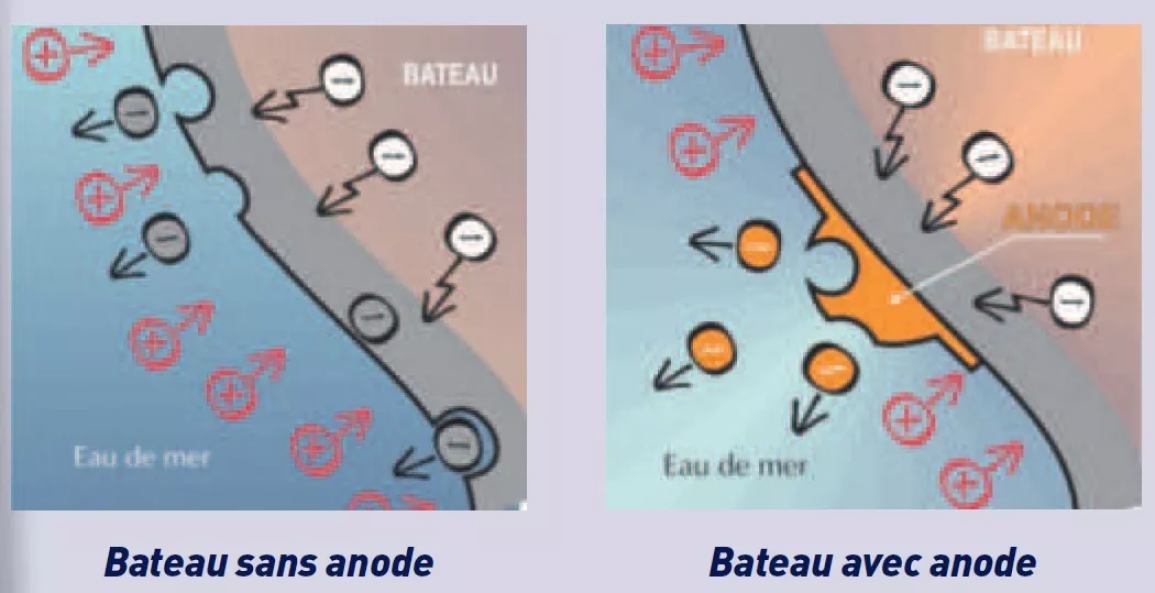 BATEAU
Eau de mer
Bateau sans anode
BATEAU
ANODE
Eau de mer
Bateau avec anode